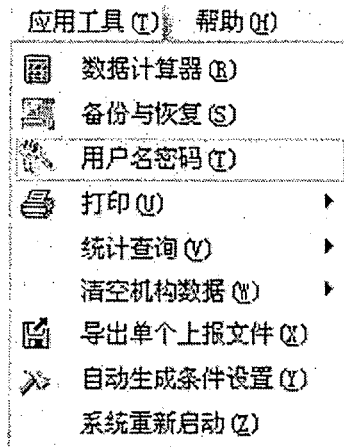 应用工具(T) 帮助(H)
数据计算器(R)
备份与恢复(S)
用户名密码(T)
打印(U)
统计查询(V)
清空机构数据(W)
导出单个上报文件(X)
自动生成条件设置(Y)
系统重新启动(Z)